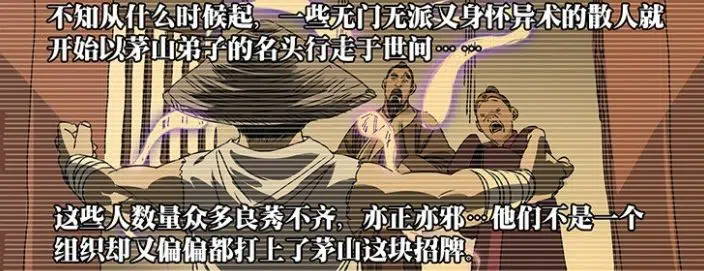 不知从什么时候起，一些无门无派又身怀异术的散人就
开始以茅山弟子的名头行走于世间……
这些人数量众多良莠不齐，亦正亦邪…他们不是一个
组织却又偏偏都打上了茅山这块招牌。